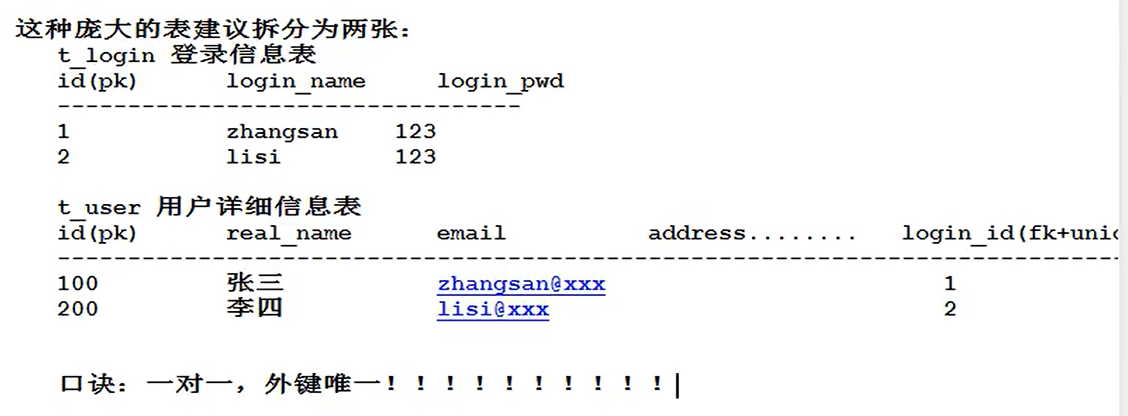 这种庞大的表建议拆分为两张：
t_login 登录信息表
id(pk) login_name login_pwd
---------------------------------
1 zhangsan 123
2 lisi 123
t_user 用户详细信息表
id(pk) real_name email address........ login_id(fk+unic
---------------------------------------------------------------------------
100 张三 zhangsan@xxx 1
200 李四 lisi@xxx 2
口诀：一对一，外键唯一！！！！！！！！！！